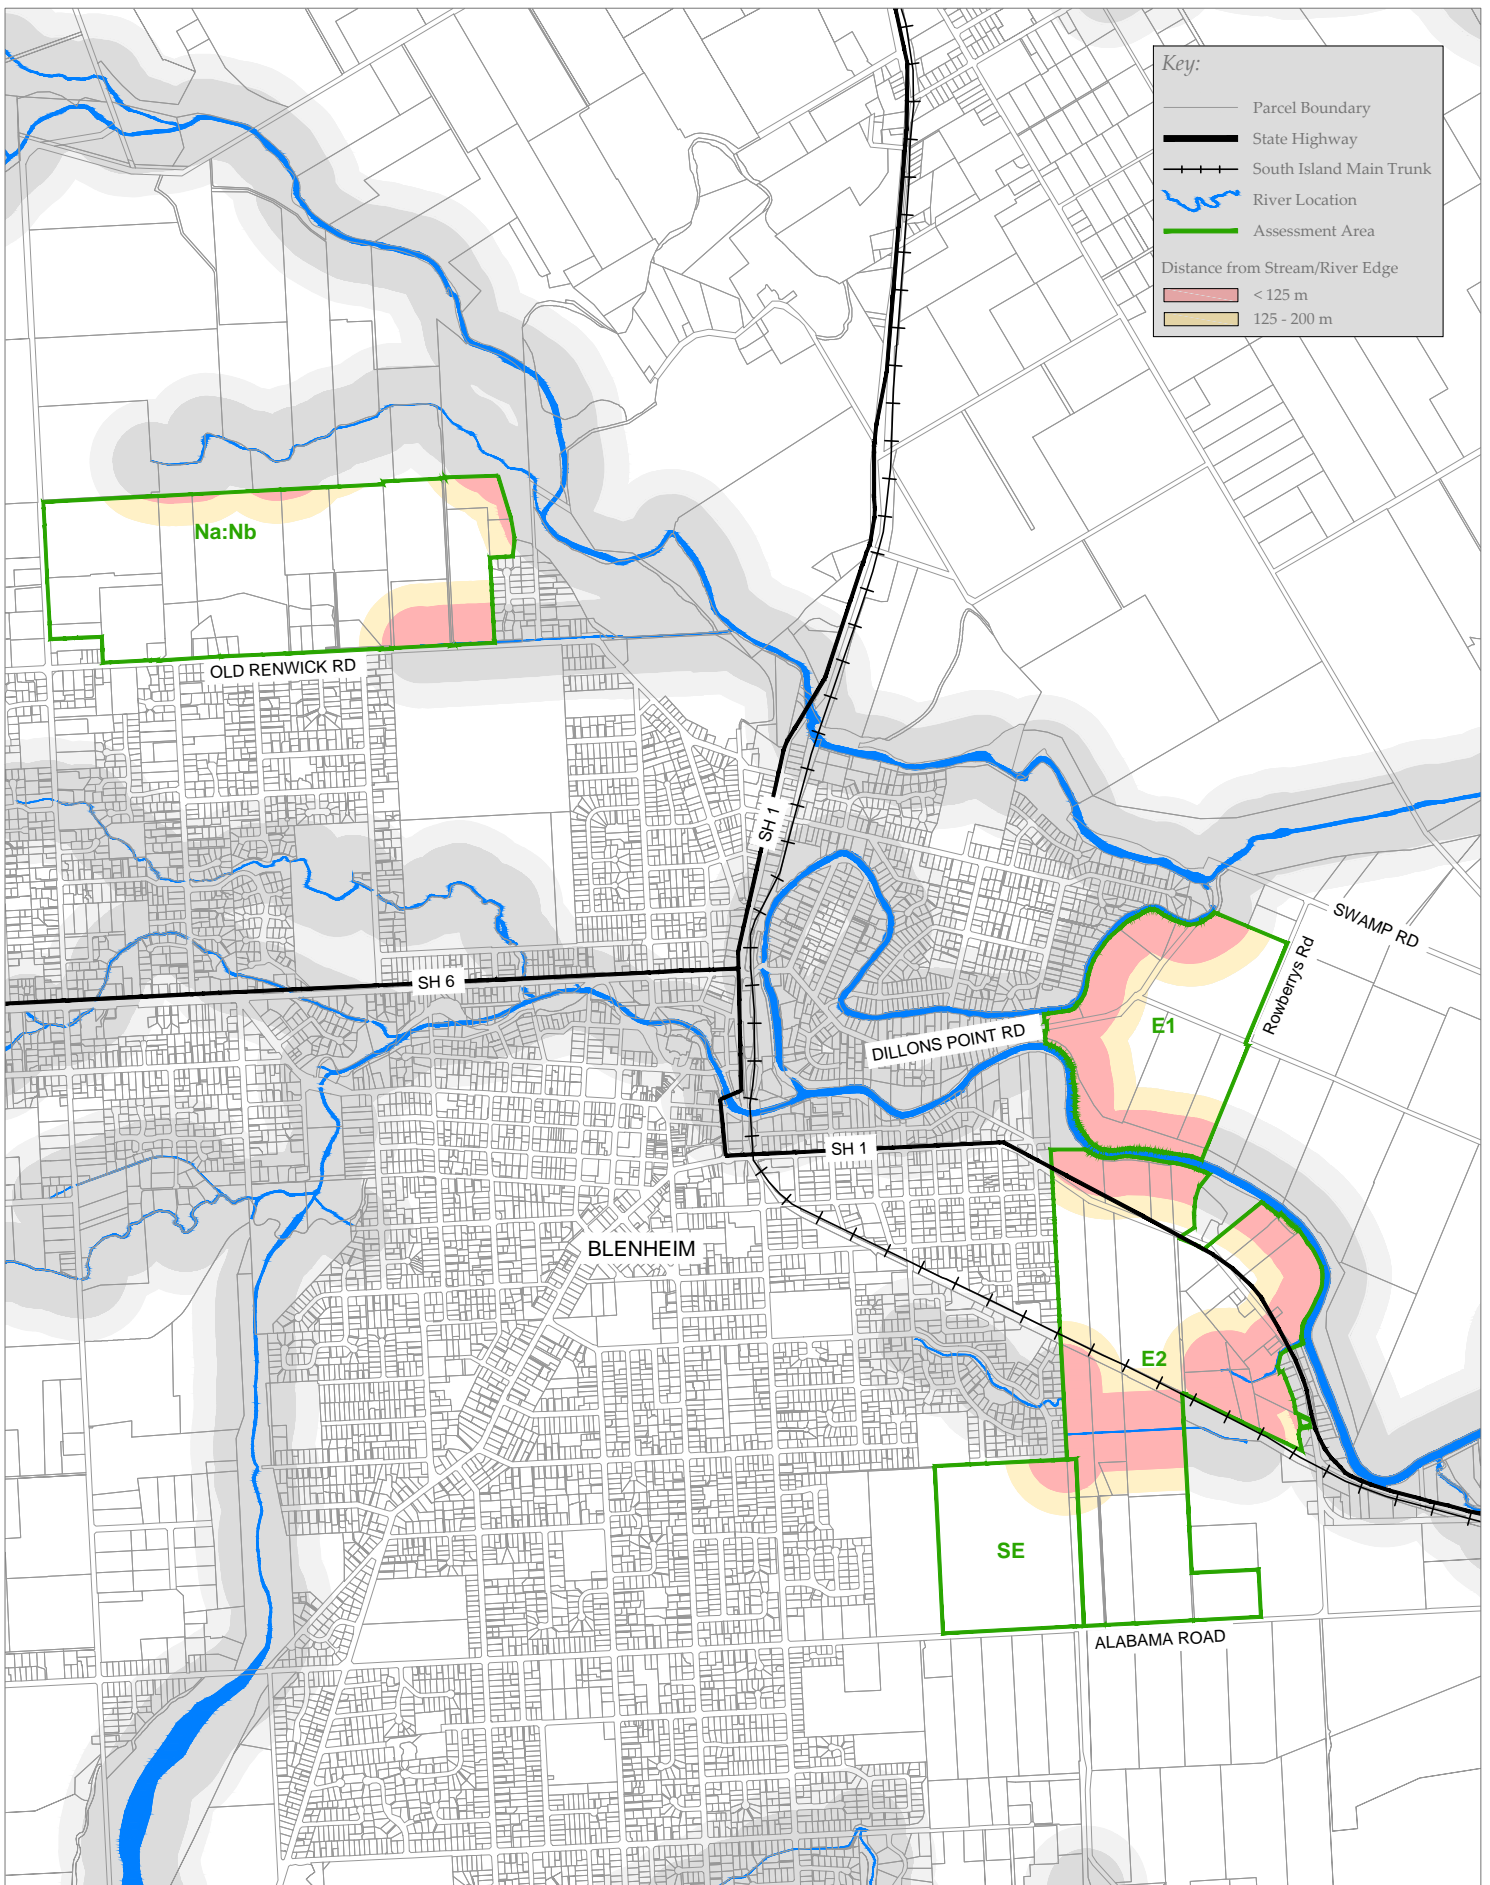 Key:
Parcel Boundary
State Highway
South Island Main Trunk
River Location
Assessment Area
Distance from Stream/River Edge
< 125 m
125 - 200 m
Na:Nb
OLD RENWICK RD
SH 1
SWAMP RD
Rowberrys Rd
SH 6
E1
DILLONS POINT RD
SH 1
BLENHEIM
E2
SE
ALABAMA ROAD